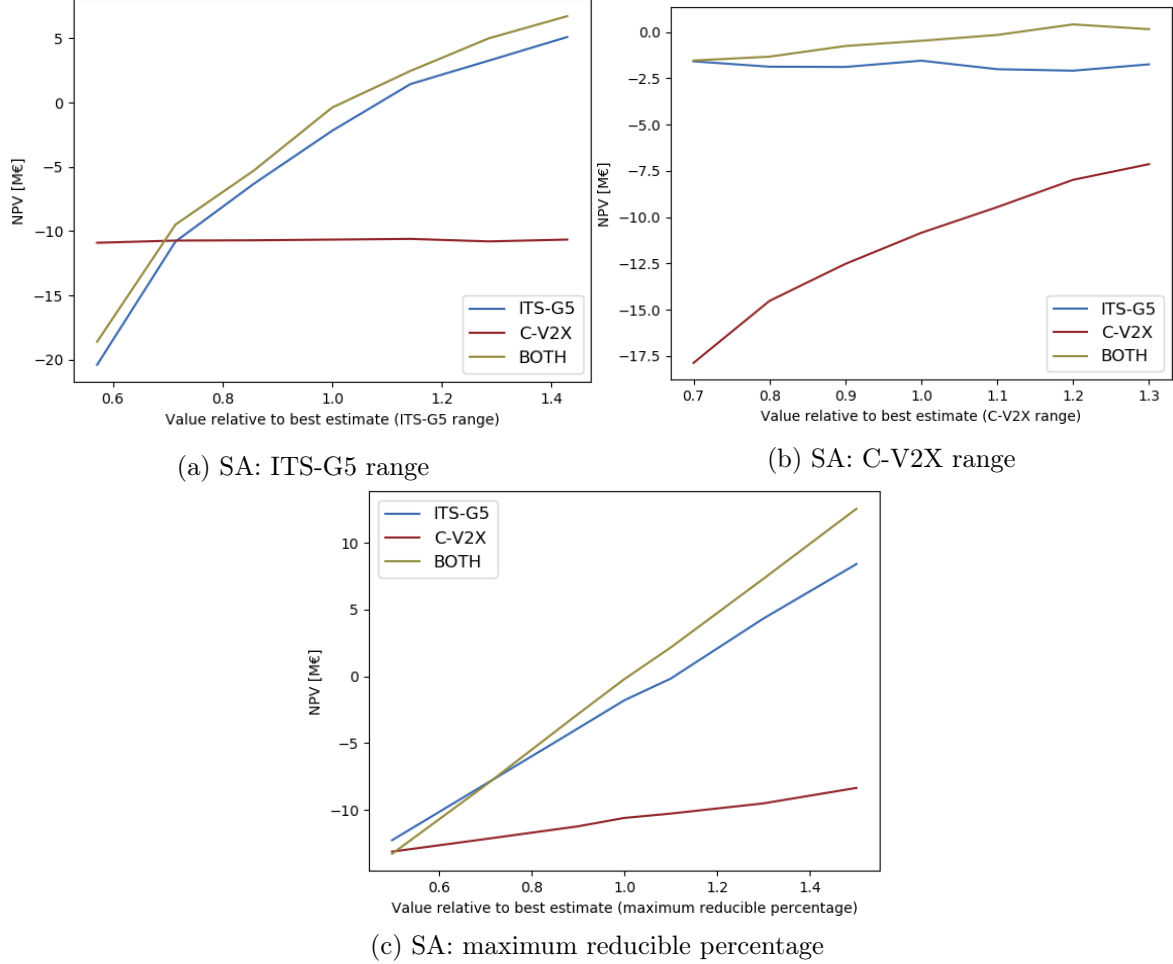 5
0
−5
−10
−15
−20
NPV [M€]
0.6
0.8
1.0
1.2
1.4
Value relative to best estimate (ITS-G5 range)
ITS-G5
C-V2X
BOTH
(a) SA: ITS-G5 range
0.0
−2.5
−5.0
−7.5
−10.0
−12.5
−15.0
−17.5
NPV [M€]
0.7
0.8
0.9
1.0
1.1
1.2
1.3
Value relative to best estimate (C-V2X range)
ITS-G5
C-V2X
BOTH
(b) SA: C-V2X range
ITS-G5
C-V2X
BOTH
10
5
0
−5
−10
NPV [M€]
0.6
0.8
1.0
1.2
1.4
Value relative to best estimate (maximum reducible percentage)
(c) SA: maximum reducible percentage